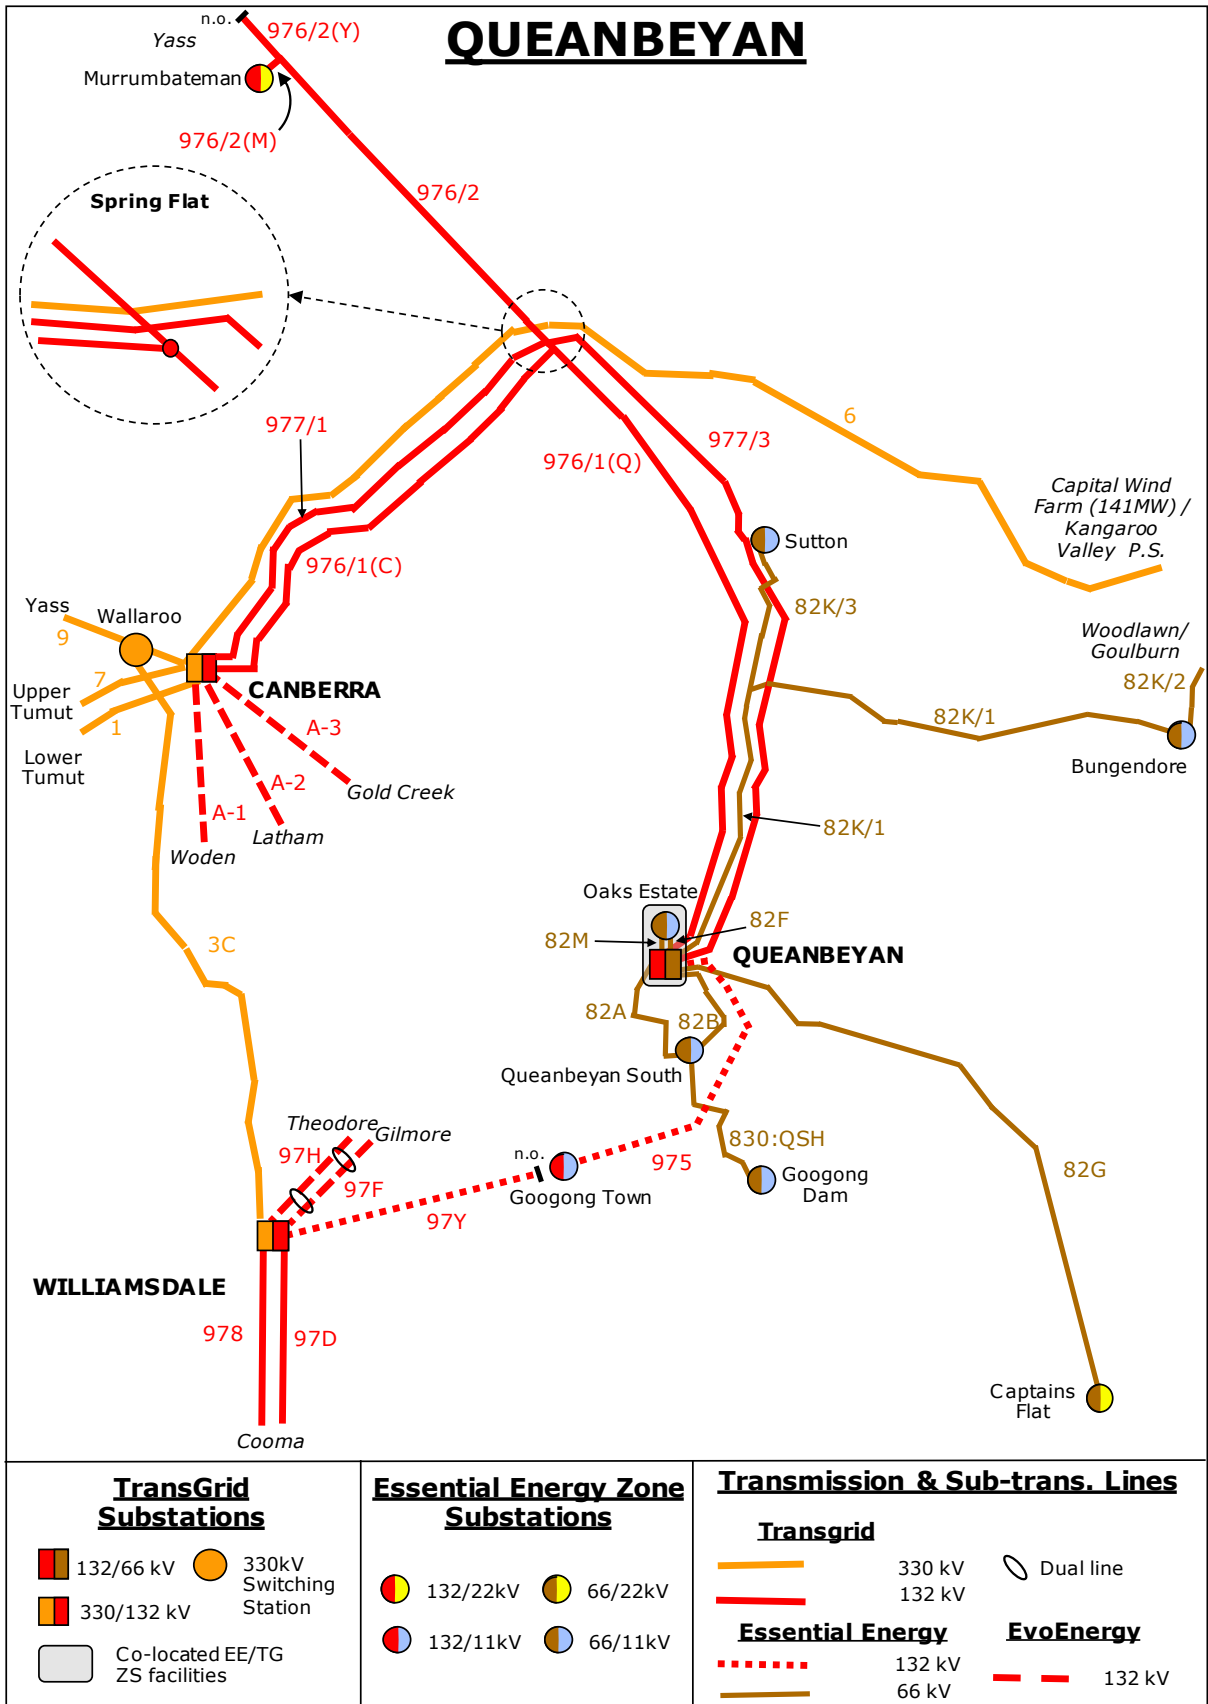 QUEANBEYAN
n.o.
976/2(Y)
Yass
Murrumbateman
976/2(M)
976/2
Spring Flat
977/1
976/1(Q)
977/3
6
Capital Wind
Farm (141MW) /
Kangaroo
Valley P.S.
Sutton
976/1(C)
82K/3
Yass
Wallaroo
9
Woodlawn/
Goulburn
7
CANBERRA
82K/2
Upper
Tumut
1
A-3
82K/1
Lower
Tumut
A-2
Gold Creek
Bungendore
A-1
Latham
82K/1
Woden
Oaks Estate
82F
3C
82M
QUEANBEYAN
82A
82B
Queanbeyan South
Theodore
Gilmore
830:QSH
97H
n.o.
975
82G
97F
Googong Town
Googong
Dam
97Y
WILLIAMSDALE
978
97D
Captains
Flat
Cooma
TransGrid
Substations
132/66 kV
330kV
Switching
Station
330/132 kV
Co-located EE/TG
ZS facilities
Essential Energy Zone
Substations
132/22kV
66/22kV
132/11kV
66/11kV
Transmission & Sub-trans. Lines
Transgrid
330 kV
Dual line
132 kV
Essential Energy
EvoEnergy
132 kV
132 kV
66 kV